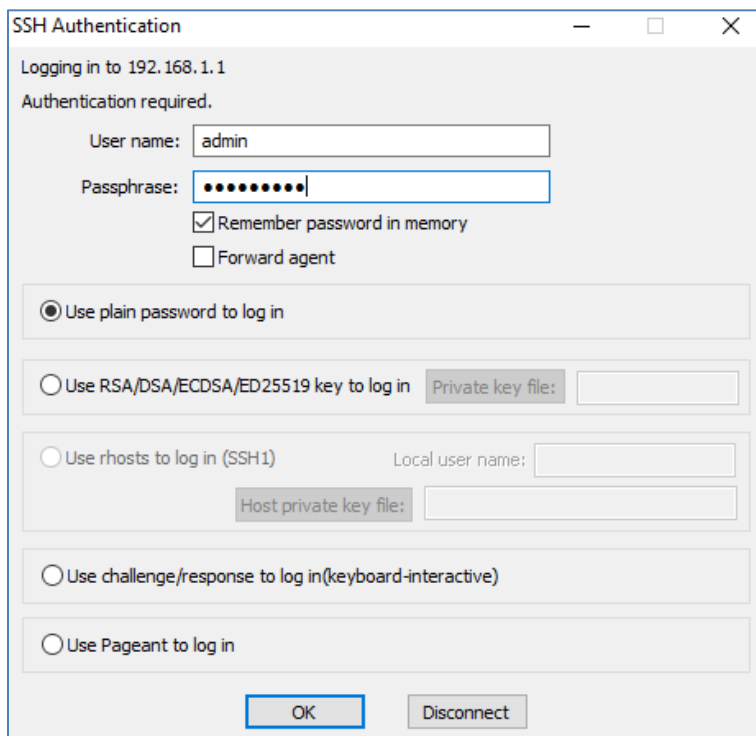 SSH Authentication
Logging in to 192.168.1.1
Authentication required.
User name: admin
Passphrase: ●●●●●●●●●
Remember password in memory
Forward agent
Use plain password to log in
Use RSA/DSA/ECDSA/ED25519 key to log in Private key file:
Use rhosts to log in (SSH1) Local user name:
Host private key file:
Use challenge/response to log in(keyboard-interactive)
Use Pageant to log in
OK Disconnect